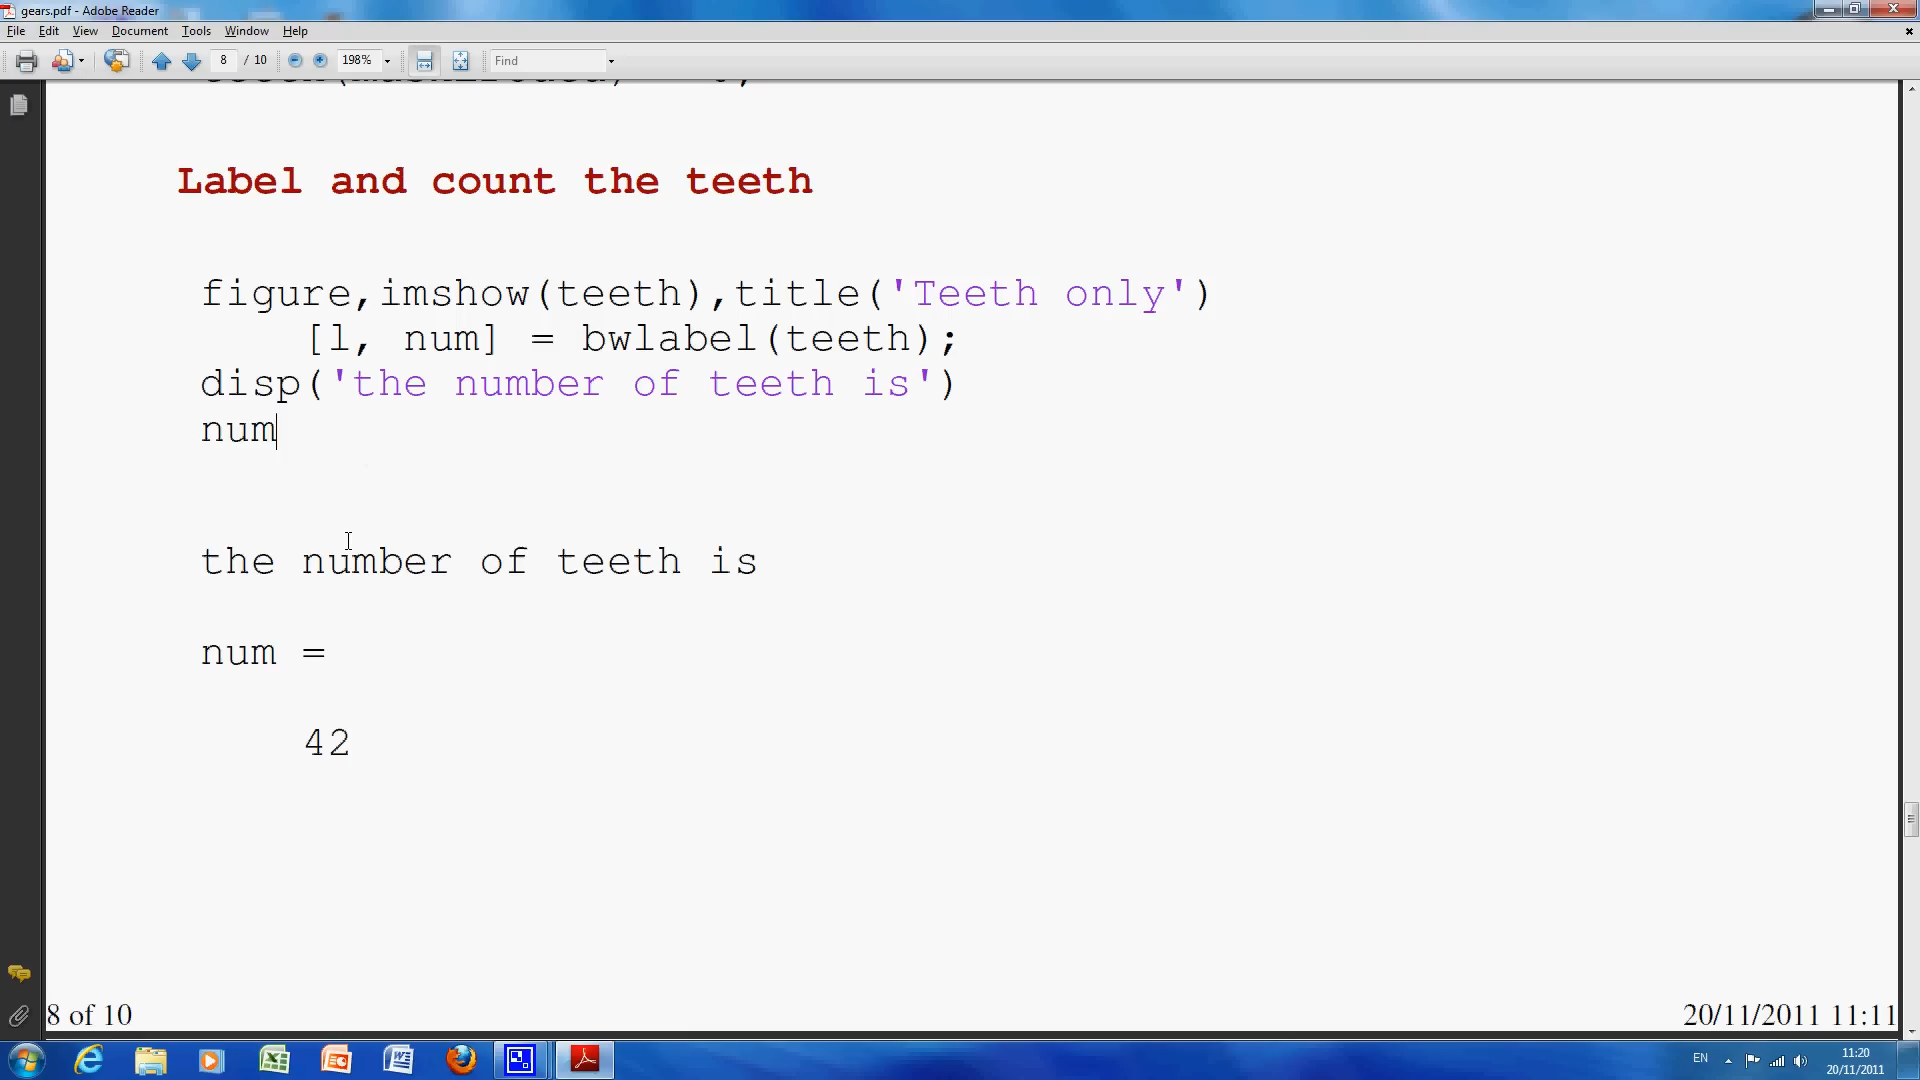 gears.pdf - Adobe Reader
File Edit View Document Tools Window Help
8 / 10 198% Find
Label and count the teeth
figure,imshow(teeth),title('Teeth only')
[l, num] = bwlabel(teeth);
disp('the number of teeth is')
num
the number of teeth is
num =
42
8 of 10
20/11/2011 11:11
EN
11:20
20/11/2011